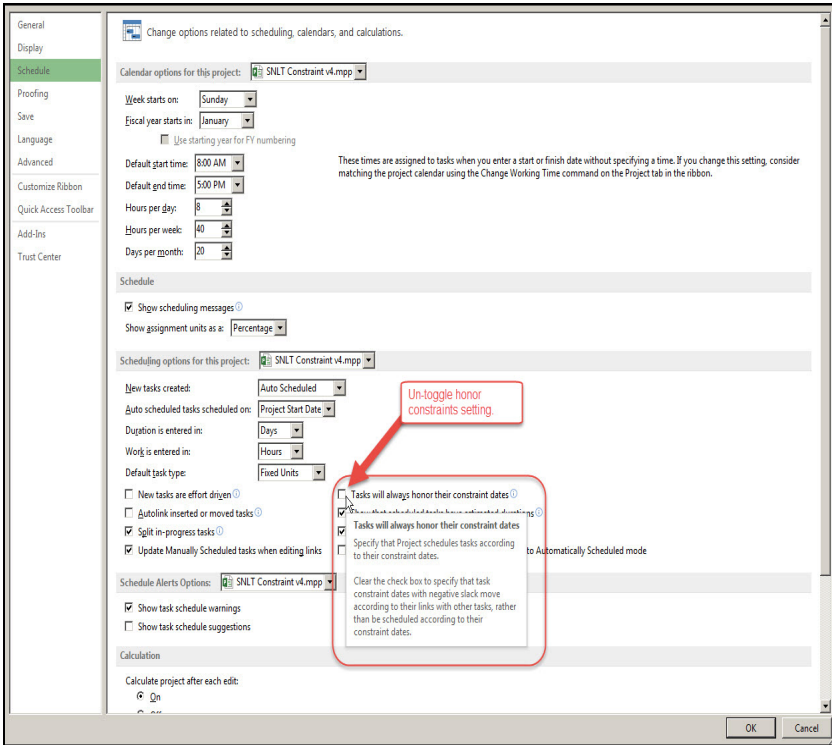 General
Display
Schedule
Proofing
Save
Language
Advanced
Customize Ribbon
Quick Access Toolbar
Add-Ins
Trust Center
Change options related to scheduling, calendars, and calculations.
Calendar options for this project: SNLT Constraint v4.mpp
Week starts on: Sunday
Fiscal year starts in: January
Use starting year for FY numbering
Default start time: 8:00 AM
These times are assigned to tasks when you enter a start or finish date without specifying a time. If you change this setting, consider
matching the project calendar using the Change Working Time command on the Project tab in the ribbon.
Default end time: 5:00 PM
Hours per day: 8
Hours per week: 40
Days per month: 20
Schedule
Show scheduling messages
Show assignment units as a: Percentage
Scheduling options for this project: SNLT Constraint v4.mpp
New tasks created: Auto Scheduled
Auto scheduled tasks scheduled on: Project Start Date
Duration is entered in: Days
Work is entered in: Hours
Default task type: Fixed Units
Un-toggle honor
constraints setting.
New tasks are effort driven
Tasks will always honor their constraint dates
Autolink inserted or moved tasks
Show that scheduled tasks have estimated durations
Split in-progress tasks
Update Manually Scheduled tasks when editing links
to Automatically Scheduled mode
Tasks will always honor their constraint dates
Specify that Project schedules tasks according
to their constraint dates.
Clear the check box to specify that task
constraint dates with negative slack move
according to their links with other tasks, rather
than be scheduled according to their
constraint dates.
Schedule Alerts Options: SNLT Constraint v4.mpp
Show task schedule warnings
Show task schedule suggestions
Calculation
Calculate project after each edit:
On
OK
Cancel